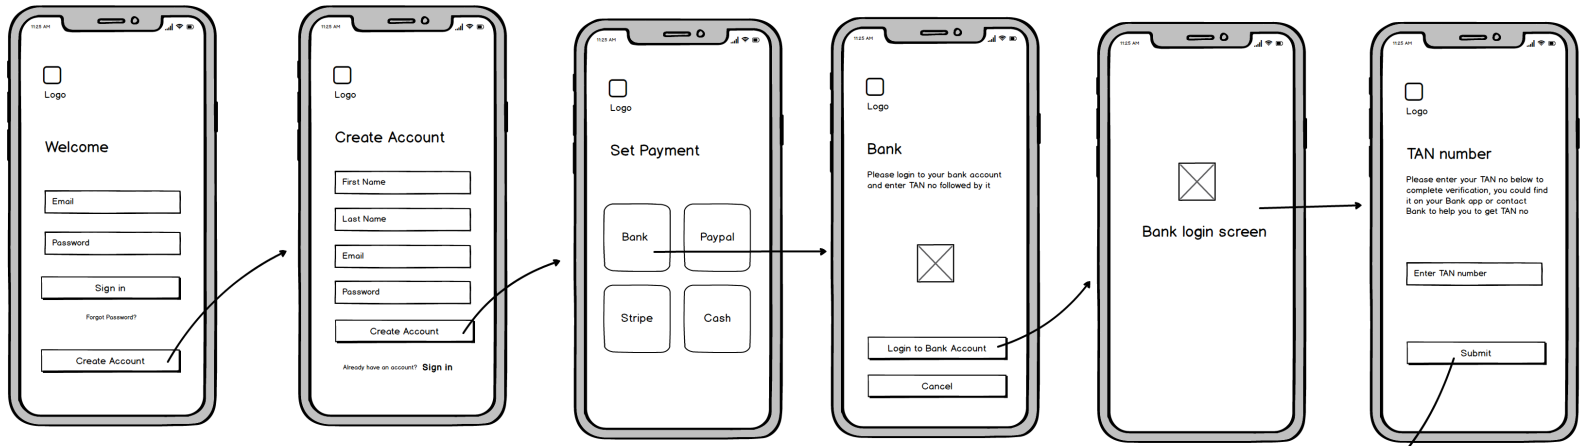 11:25 AM
Logo
Welcome
Email
Password
Sign in
Forgot Password?
Create Account
11:25 AM
Logo
Create Account
First Name
Last Name
Email
Password
Create Account
Already have an account? Sign in
11:25 AM
Logo
Set Payment
Bank
Paypal
Stripe
Cash
11:25 AM
Logo
Bank
Please login to your bank account
and enter TAN no followed by it
Login to Bank Account
Cancel
11:25 AM
Bank login screen
11:25 AM
Logo
TAN number
Please enter your TAN no below to
complete verification, you could find
it on your Bank app or contact
Bank to help you to get TAN no
Enter TAN number
Submit